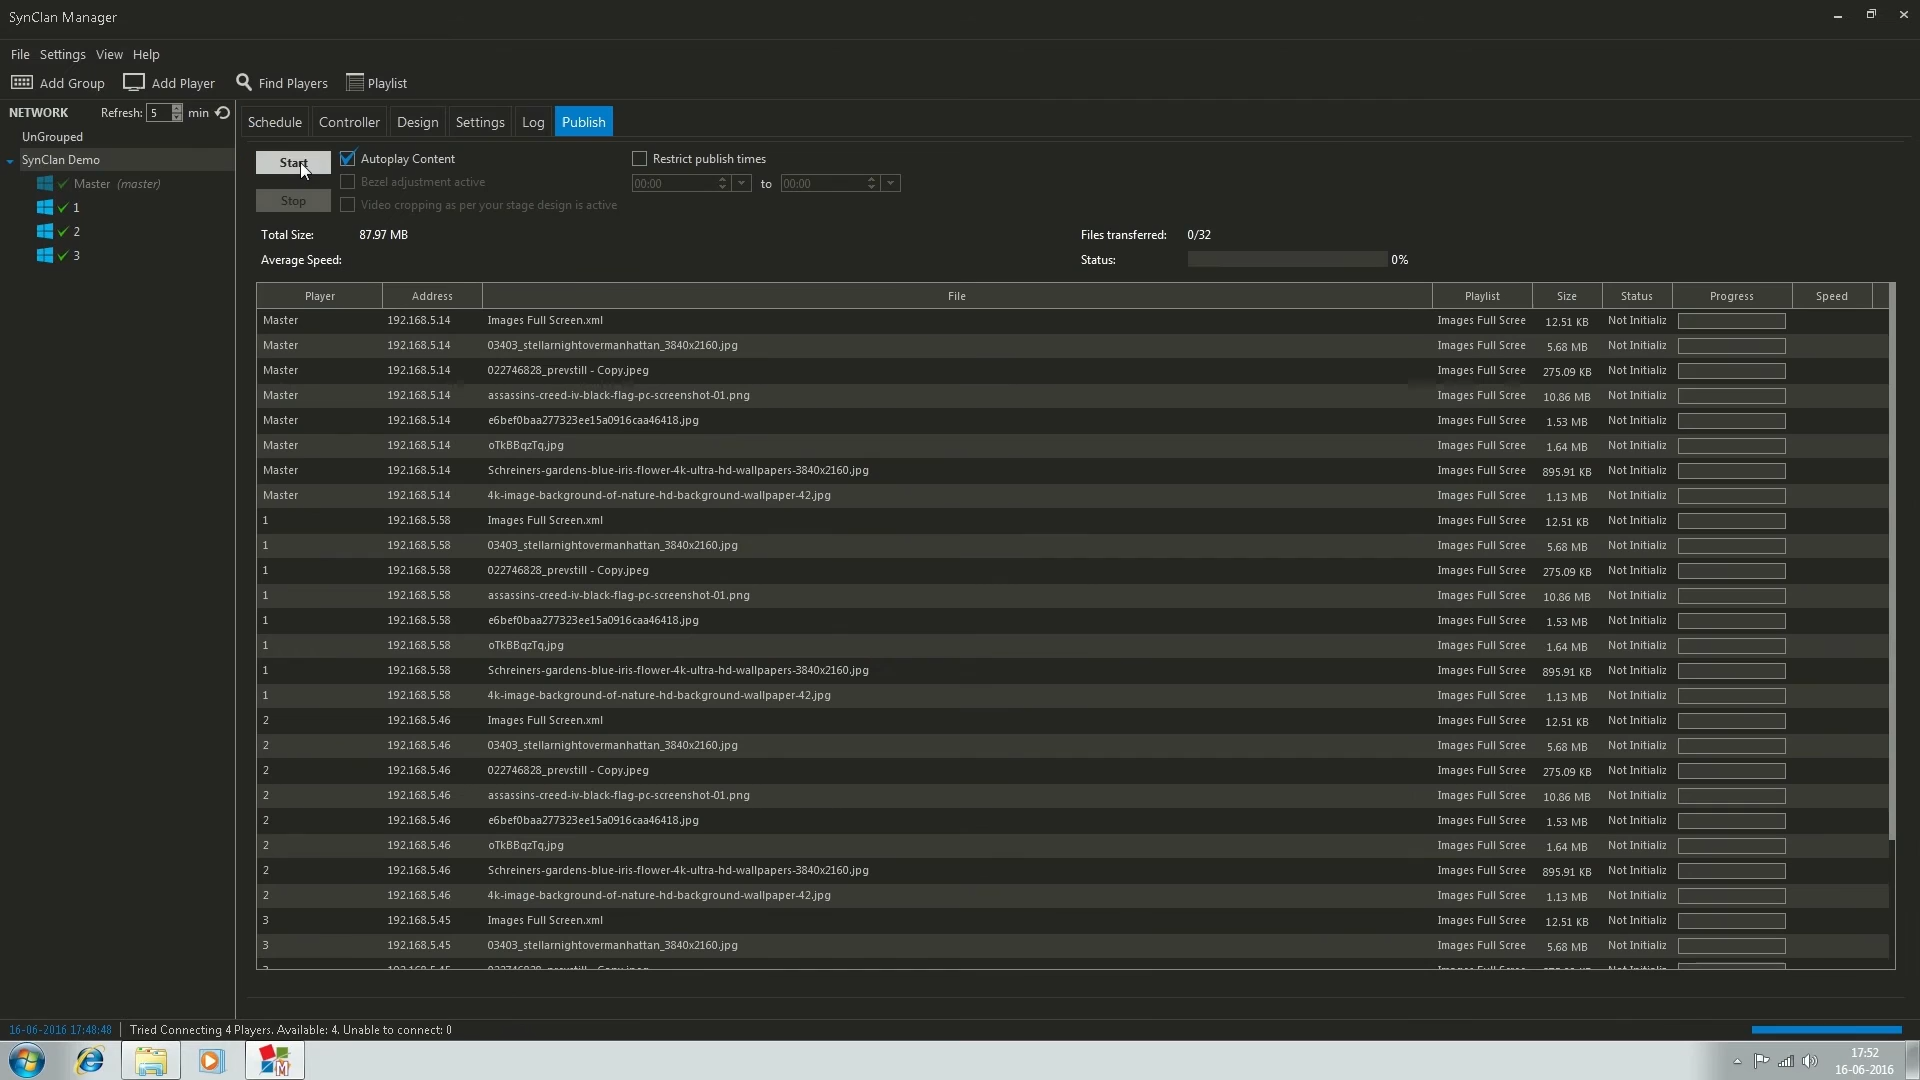 SynClan Manager
File Settings View Help
Add Group Add Player Find Players Playlist
NETWORK Refresh: 5 min
UnGrouped
SynClan Demo
Master (master)
1
2
3
Schedule Controller Design Settings Log Publish
Start Autoplay Content Restrict publish times
Bezel adjustment active 00:00 to 00:00
Stop Video cropping as per your stage design is active
Total Size: 87.97 MB Files transferred: 0/32
Average Speed: Status: 0%
Player Address File Playlist Size Status Progress Speed
Master 192.168.5.14 Images Full Screen.xml Images Full Scree 12.51 KB Not Initializ
Master 192.168.5.14 03403_stellarnightovermanhattan_3840x2160.jpg Images Full Scree 5.68 MB Not Initializ
Master 192.168.5.14 022746828_prevstill - Copy.jpeg Images Full Scree 275.09 KB Not Initializ
Master 192.168.5.14 assassins-creed-iv-black-flag-pc-screenshot-01.png Images Full Scree 10.86 MB Not Initializ
Master 192.168.5.14 e6bef0baa277323ee15a0916caa46418.jpg Images Full Scree 1.53 MB Not Initializ
Master 192.168.5.14 oTkBBqzTq.jpg Images Full Scree 1.64 MB Not Initializ
Master 192.168.5.14 Schreiners-gardens-blue-iris-flower-4k-ultra-hd-wallpapers-3840x2160.jpg Images Full Scree 895.91 KB Not Initializ
Master 192.168.5.14 4k-image-background-of-nature-hd-background-wallpaper-42.jpg Images Full Scree 1.13 MB Not Initializ
1 192.168.5.58 Images Full Screen.xml Images Full Scree 12.51 KB Not Initializ
1 192.168.5.58 03403_stellarnightovermanhattan_3840x2160.jpg Images Full Scree 5.68 MB Not Initializ
1 192.168.5.58 022746828_prevstill - Copy.jpeg Images Full Scree 275.09 KB Not Initializ
1 192.168.5.58 assassins-creed-iv-black-flag-pc-screenshot-01.png Images Full Scree 10.86 MB Not Initializ
1 192.168.5.58 e6bef0baa277323ee15a0916caa46418.jpg Images Full Scree 1.53 MB Not Initializ
1 192.168.5.58 oTkBBqzTq.jpg Images Full Scree 1.64 MB Not Initializ
1 192.168.5.58 Schreiners-gardens-blue-iris-flower-4k-ultra-hd-wallpapers-3840x2160.jpg Images Full Scree 895.91 KB Not Initializ
1 192.168.5.58 4k-image-background-of-nature-hd-background-wallpaper-42.jpg Images Full Scree 1.13 MB Not Initializ
2 192.168.5.46 Images Full Screen.xml Images Full Scree 12.51 KB Not Initializ
2 192.168.5.46 03403_stellarnightovermanhattan_3840x2160.jpg Images Full Scree 5.68 MB Not Initializ
2 192.168.5.46 022746828_prevstill - Copy.jpeg Images Full Scree 275.09 KB Not Initializ
2 192.168.5.46 assassins-creed-iv-black-flag-pc-screenshot-01.png Images Full Scree 10.86 MB Not Initializ
2 192.168.5.46 e6bef0baa277323ee15a0916caa46418.jpg Images Full Scree 1.53 MB Not Initializ
2 192.168.5.46 oTkBBqzTq.jpg Images Full Scree 1.64 MB Not Initializ
2 192.168.5.46 Schreiners-gardens-blue-iris-flower-4k-ultra-hd-wallpapers-3840x2160.jpg Images Full Scree 895.91 KB Not Initializ
2 192.168.5.46 4k-image-background-of-nature-hd-background-wallpaper-42.jpg Images Full Scree 1.13 MB Not Initializ
3 192.168.5.45 Images Full Screen.xml Images Full Scree 12.51 KB Not Initializ
3 192.168.5.45 03403_stellarnightovermanhattan_3840x2160.jpg Images Full Scree 5.68 MB Not Initializ
16-06-2016 17:48:48 Tried Connecting 4 Players. Available: 4. Unable to connect: 0
M
17:52
16-06-2016